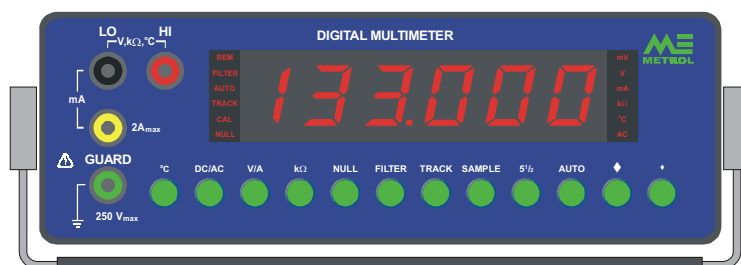 LO HI
V,kΩ,°C
DIGITAL MULTIMETER
METROL
REM
FILTER
AUTO
TRACK
CAL
NULL
133.000
mV
V
mA
kΩ
°C
AC
mA
2Amax
GUARD
250 Vmax
°C DC/AC V/A kΩ NULL FILTER TRACK SAMPLE 5½ AUTO